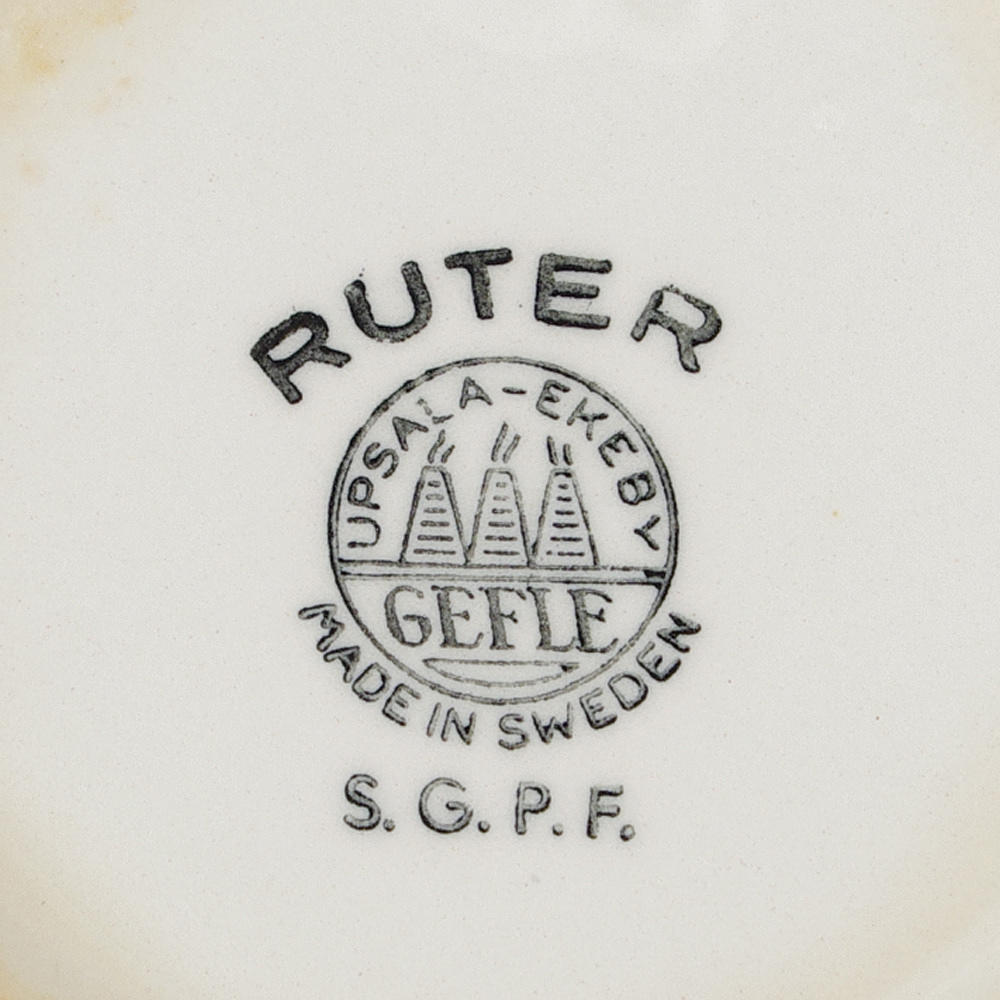 RUTER
UPSALA-EKEBY
GEFLE
MADE IN SWEDEN
S. G. P. F.